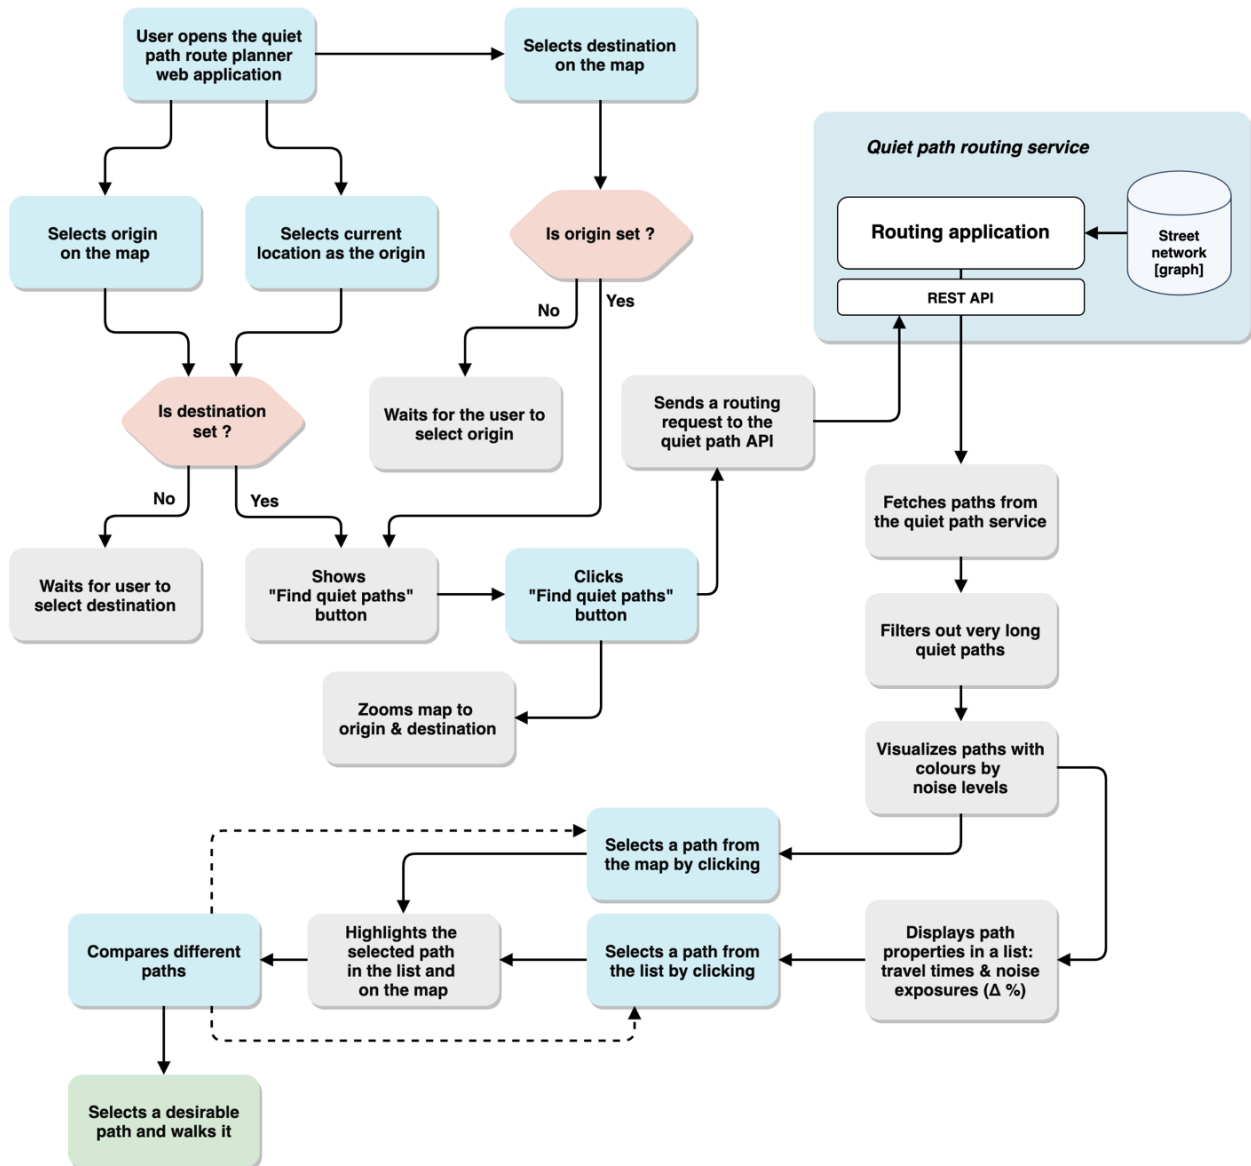 User opens the quiet
path route planner
web application
Selects destination
on the map
Quiet path routing service
Routing application
Street
network
[graph]
REST API
Selects origin
on the map
Selects current
location as the origin
Is origin set ?
No
Yes
Is destination
set ?
Waits for the user to
select origin
Sends a routing
request to the
quiet path API
No
Yes
Fetches paths from
the quiet path service
Waits for user to
select destination
Shows
"Find quiet paths"
button
Clicks
"Find quiet paths"
button
Filters out very long
quiet paths
Zooms map to
origin & destination
Visualizes paths with
colours by
noise levels
Selects a path from
the map by clicking
Compares different
paths
Highlights the
selected path
in the list and
on the map
Selects a path from
the list by clicking
Displays path
properties in a list:
travel times & noise
exposures (Δ %)
Selects a desirable
path and walks it